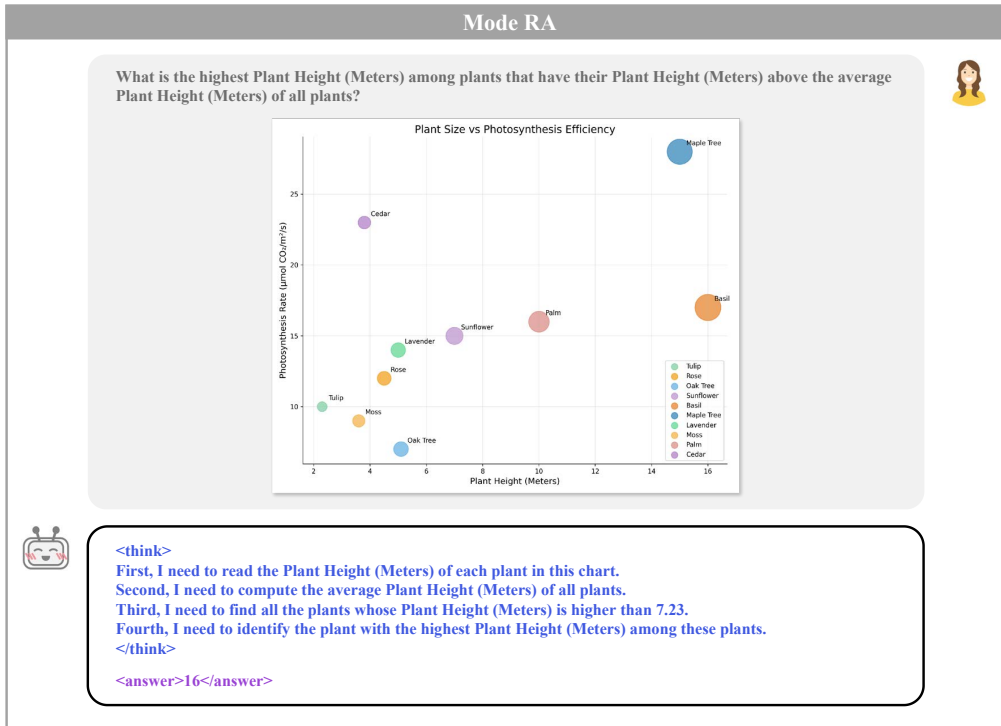 Mode RA
What is the highest Plant Height (Meters) among plants that have their Plant Height (Meters) above the average
Plant Height (Meters) of all plants?
Plant Size vs Photosynthesis Efficiency
Maple Tree
Cedar
Basil
Palm
Sunflower
Lavender
Rose
Tulip
Moss
Oak Tree
Photosynthesis Rate (μmol CO₂/m²/s)
25
20
15
10
Tulip
Rose
Oak Tree
Sunflower
Basil
Maple Tree
Lavender
Moss
Palm
Cedar
2 4 6 8 10 12 14 16
Plant Height (Meters)
<think>
First, I need to read the Plant Height (Meters) of each plant in this chart.
Second, I need to compute the average Plant Height (Meters) of all plants.
Third, I need to find all the plants whose Plant Height (Meters) is higher than 7.23.
Fourth, I need to identify the plant with the highest Plant Height (Meters) among these plants.
</think>
<answer>16</answer>